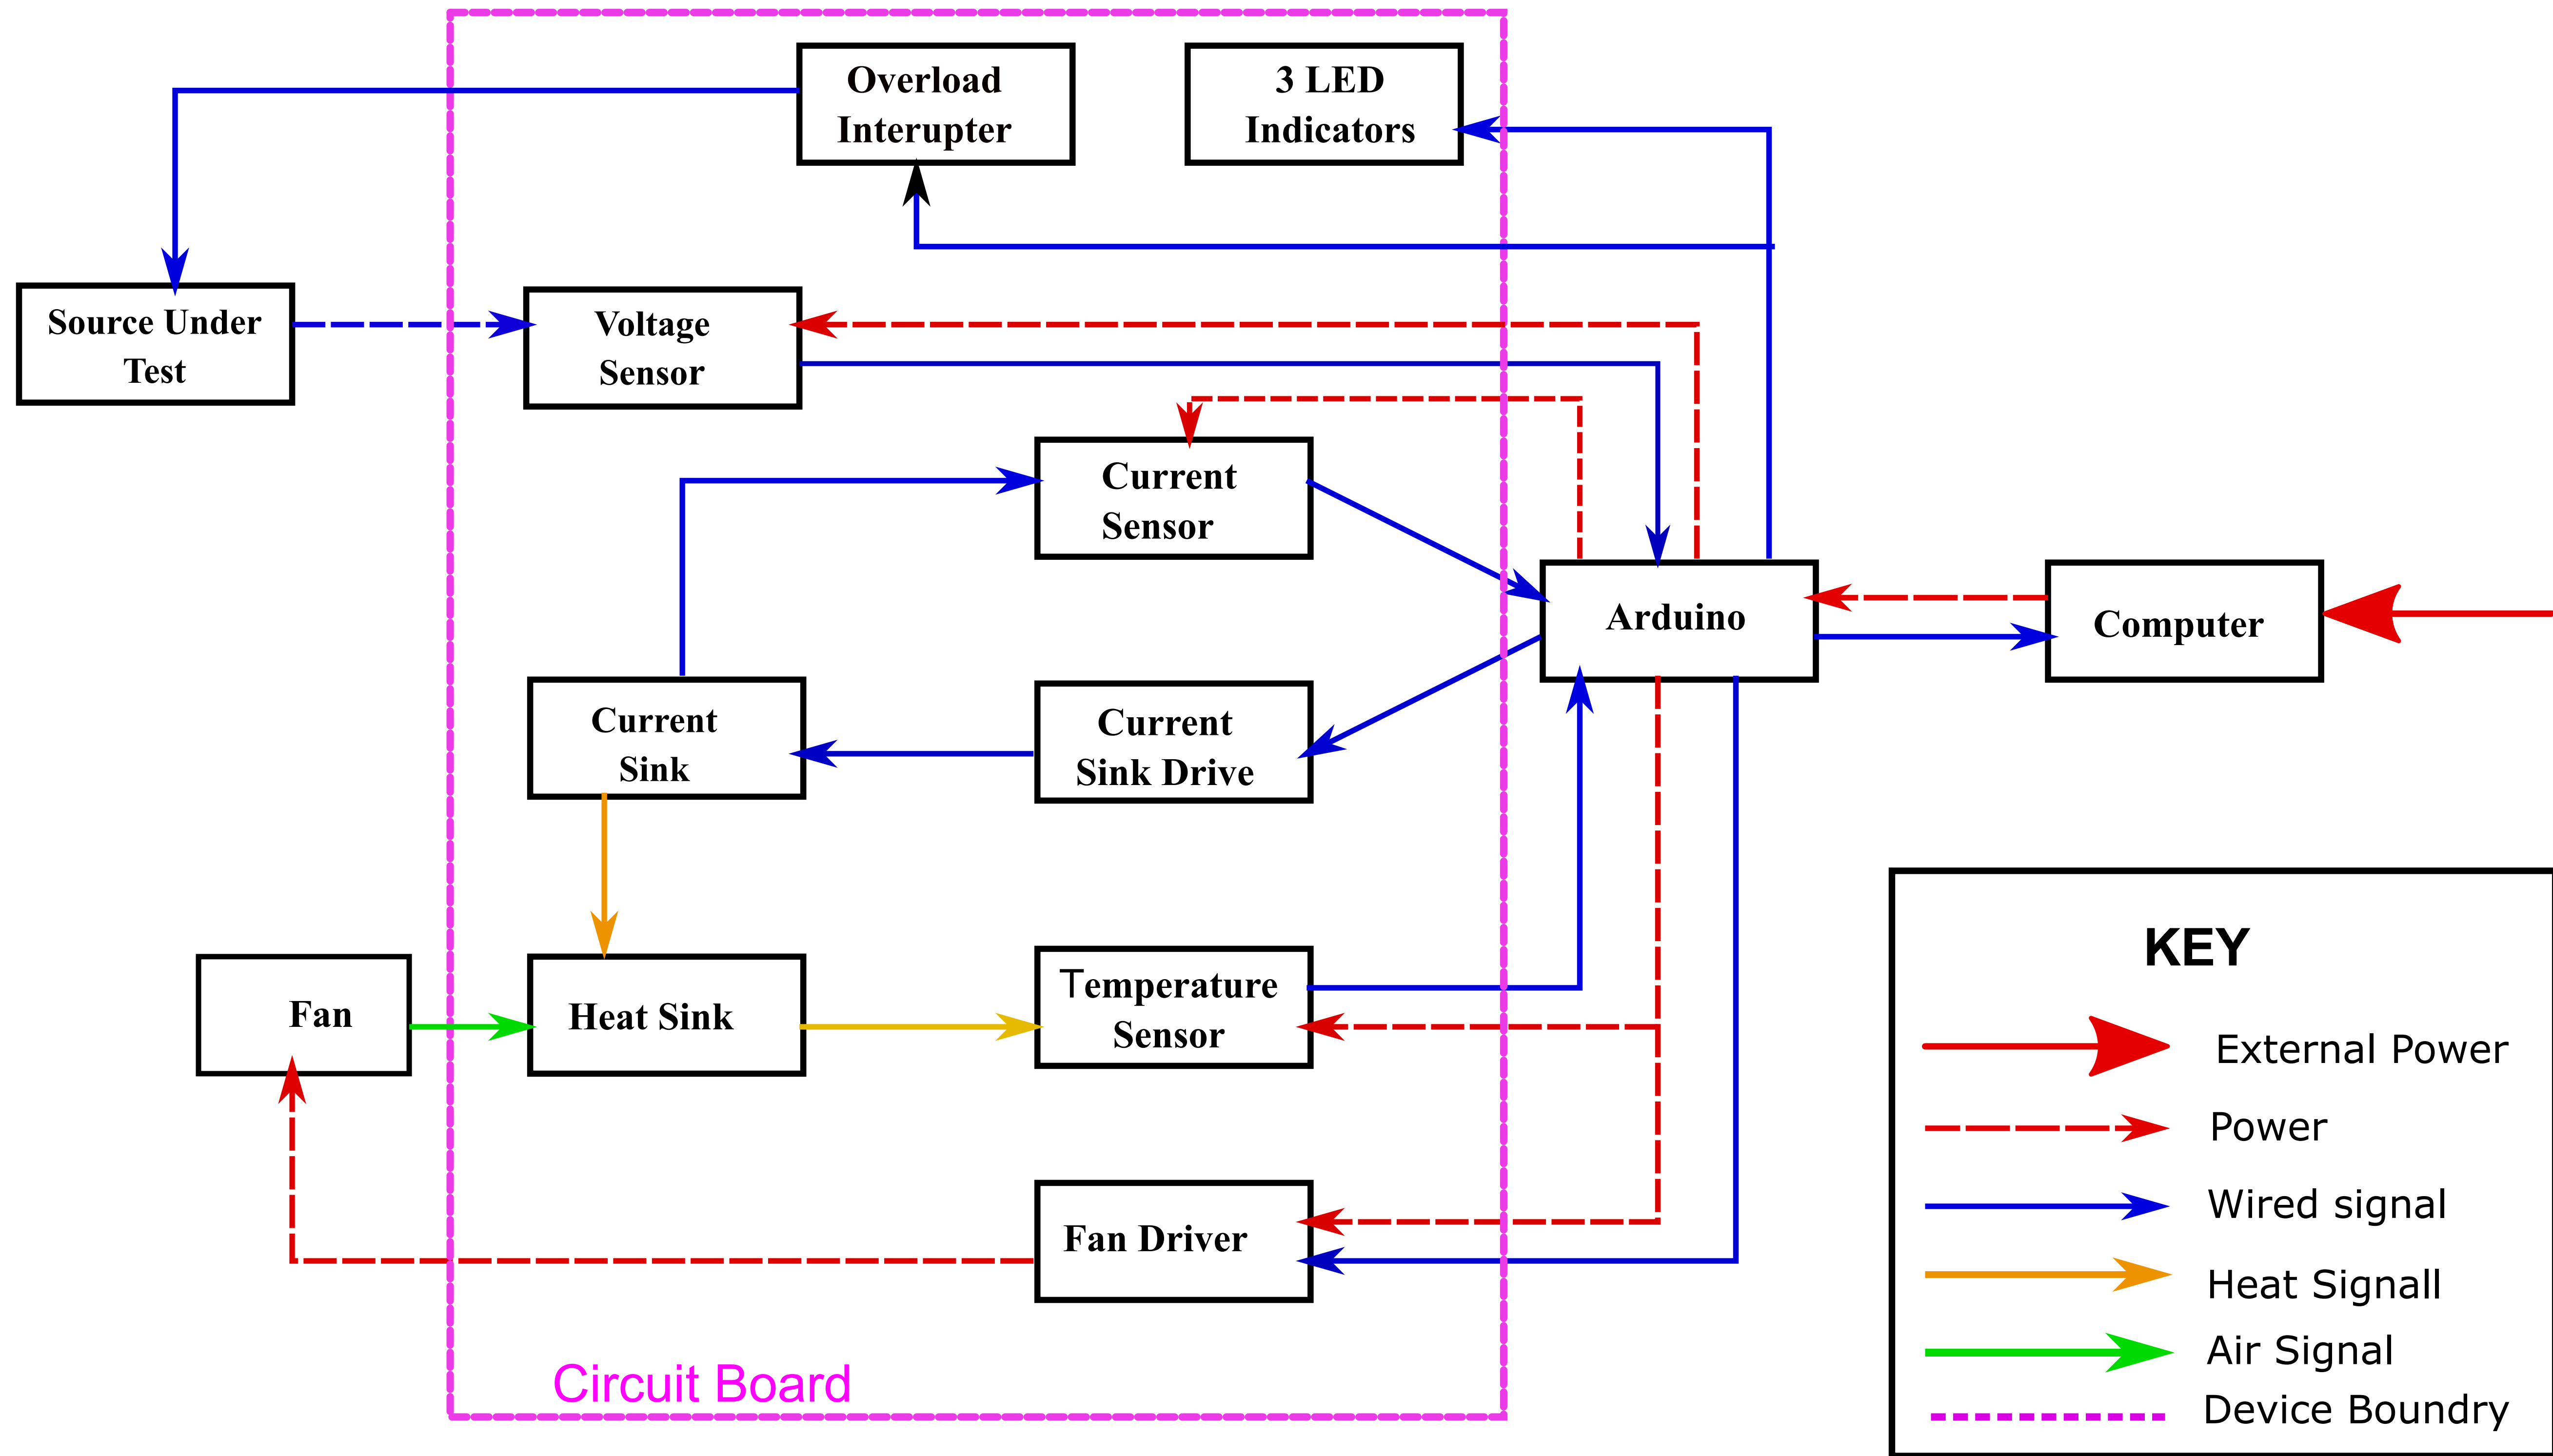 Overload
Interupter
3 LED
Indicators
Source Under
Test
Voltage
Sensor
Current
Sensor
Arduino
Computer
Current
Sink
Current
Sink Drive
Fan
Heat Sink
Temperature
Sensor
Fan Driver
Circuit Board
KEY
External Power
Power
Wired signal
Heat Signall
Air Signal
Device Boundry